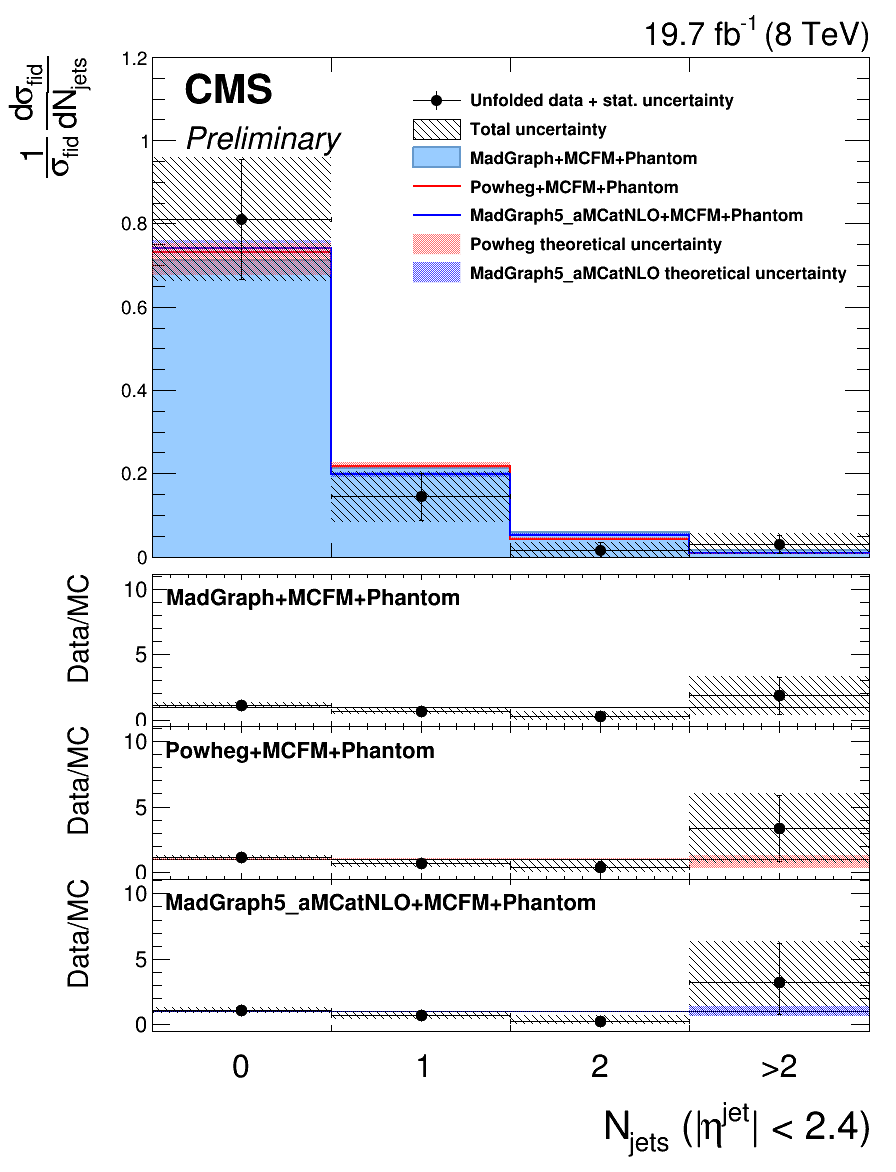 19.7 fb⁻¹ (8 TeV)
1/σfid dσfid/dNjets
CMS
Preliminary
Unfolded data + stat. uncertainty
Total uncertainty
MadGraph+MCFM+Phantom
Powheg+MCFM+Phantom
MadGraph5_aMCatNLO+MCFM+Phantom
Powheg theoretical uncertainty
MadGraph5_aMCatNLO theoretical uncertainty
1.2
1
0.8
0.6
0.4
0.2
0
Data/MC
MadGraph+MCFM+Phantom
10
5
0
Data/MC
Powheg+MCFM+Phantom
10
5
0
Data/MC
MadGraph5_aMCatNLO+MCFM+Phantom
10
5
0
0 1 2 >2
Njets (|ηjet| < 2.4)